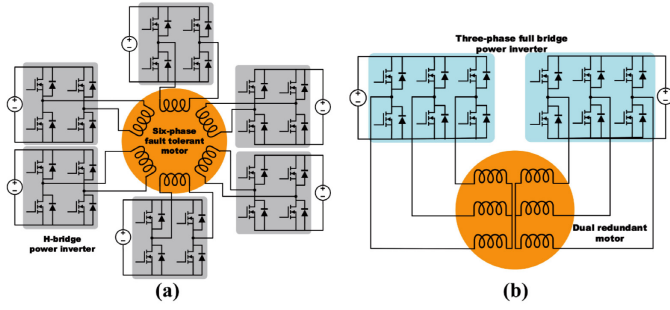 Six-phase
fault tolerant
motor
H-bridge
power inverter
(a)
Three-phase full bridge
power inverter
Dual redundant
motor
(b)